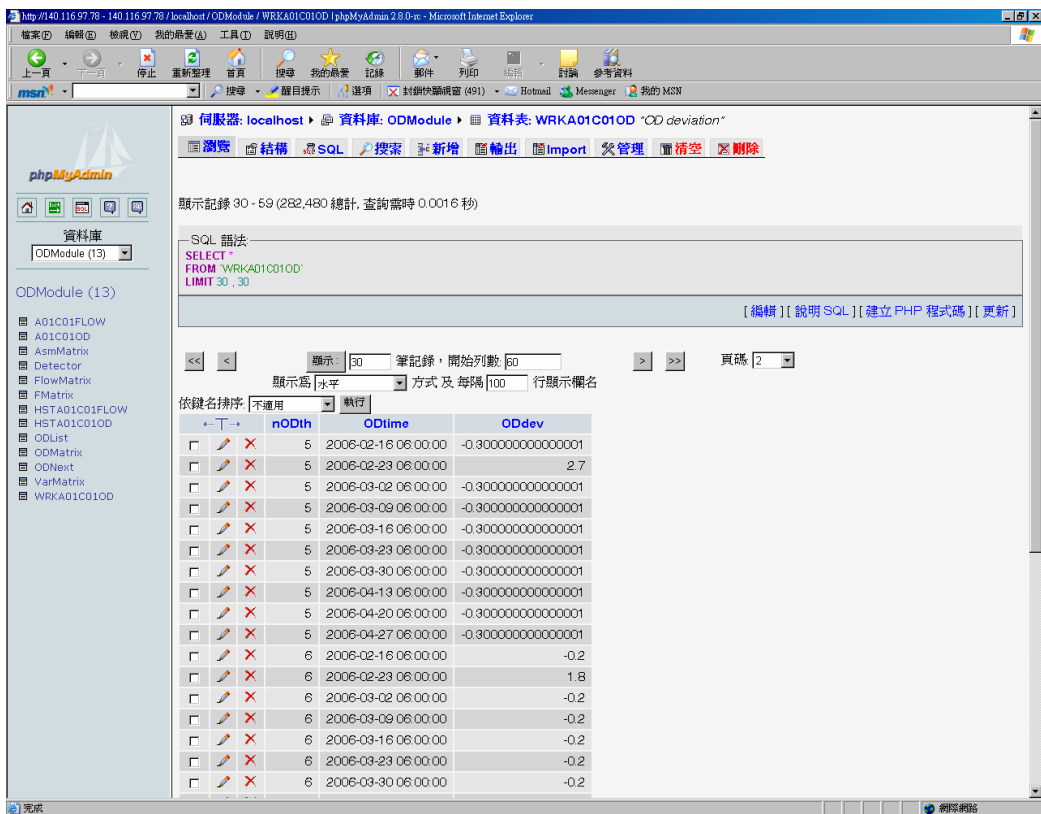 http://140.116.97.78 - 140.116.97.78 / localhost / ODModule / WRKA01C01OD | phpMyAdmin 2.8.0-rc - Microsoft Internet Explorer
檔案(F) 編輯(E) 檢視(V) 我的最愛(A) 工具(T) 說明(H)
上一頁 下一頁 停止 重新整理 首頁 搜尋 我的最愛 記錄 郵件 列印 編輯 討論 參考資料
msn 搜尋 醒目提示 選項 封鎖快顯視窗 (491) Hotmail Messenger 我的 MSN
phpMyAdmin
SQL
資料庫
ODModule (13)
ODModule (13)
A01C01FLOW
A01C01OD
AsmMatrix
Detector
FlowMatrix
FMatrix
HSTA01C01FLOW
HSTA01C01OD
ODList
ODMatrix
ODNext
VarMatrix
WRKA01C01OD
伺服器: localhost ▸ 資料庫: ODModule ▸ 資料表: WRKA01C01OD "OD deviation"
瀏覽 結構 SQL 搜索 新增 輸出 Import 管理 清空 刪除
顯示記錄 30 - 59 (282,480 總計, 查詢需時 0.0016 秒)
SQL 語法:
SELECT *
FROM `WRKA01C01OD`
LIMIT 30 , 30
[ 編輯 ] [ 說明 SQL ] [ 建立 PHP 程式碼 ] [ 更新 ]
<< < 顯示: 30 筆記錄，開始列數: 60 > >> 頁碼: 2
顯示為 水平 方式 及 每隔 100 行顯示欄名
依鍵名排序: 不適用 執行
←T→ nODth ODtime ODdev
5 2006-02-16 06:00:00 -0.300000000000001
5 2006-02-23 06:00:00 2.7
5 2006-03-02 06:00:00 -0.300000000000001
5 2006-03-09 06:00:00 -0.300000000000001
5 2006-03-16 06:00:00 -0.300000000000001
5 2006-03-23 06:00:00 -0.300000000000001
5 2006-03-30 06:00:00 -0.300000000000001
5 2006-04-13 06:00:00 -0.300000000000001
5 2006-04-20 06:00:00 -0.300000000000001
5 2006-04-27 06:00:00 -0.300000000000001
6 2006-02-16 06:00:00 -0.2
6 2006-02-23 06:00:00 1.8
6 2006-03-02 06:00:00 -0.2
6 2006-03-09 06:00:00 -0.2
6 2006-03-16 06:00:00 -0.2
6 2006-03-23 06:00:00 -0.2
6 2006-03-30 06:00:00 -0.2
完成 網際網路